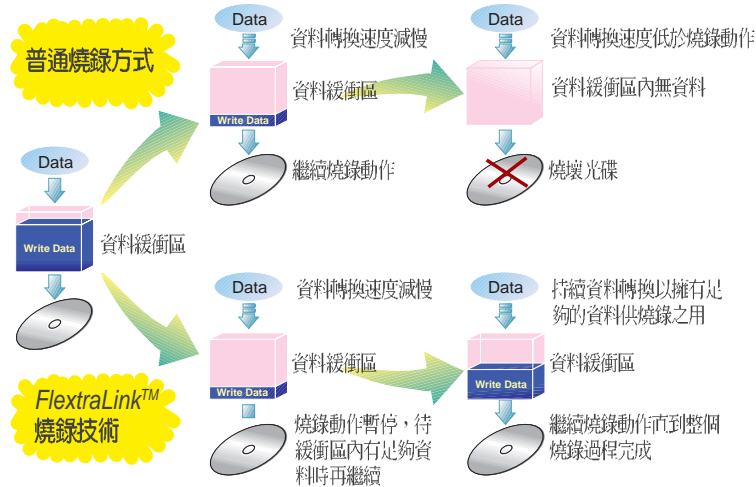 普通燒錄方式
Data
資料轉換速度減慢
資料緩衝區
Write Data
繼續燒錄動作
Data
資料轉換速度低於燒錄動作
資料緩衝區內無資料
燒壞光碟
Data
Write Data
資料緩衝區
FlextraLink™
燒錄技術
Data
資料轉換速度減慢
資料緩衝區
Write Data
燒錄動作暫停，待
緩衝區內有足夠資
料時再繼續
Data
持續資料轉換以擁有足
夠的資料供燒錄之用
資料緩衝區
Write Data
繼續燒錄動作直到整個
燒錄過程完成